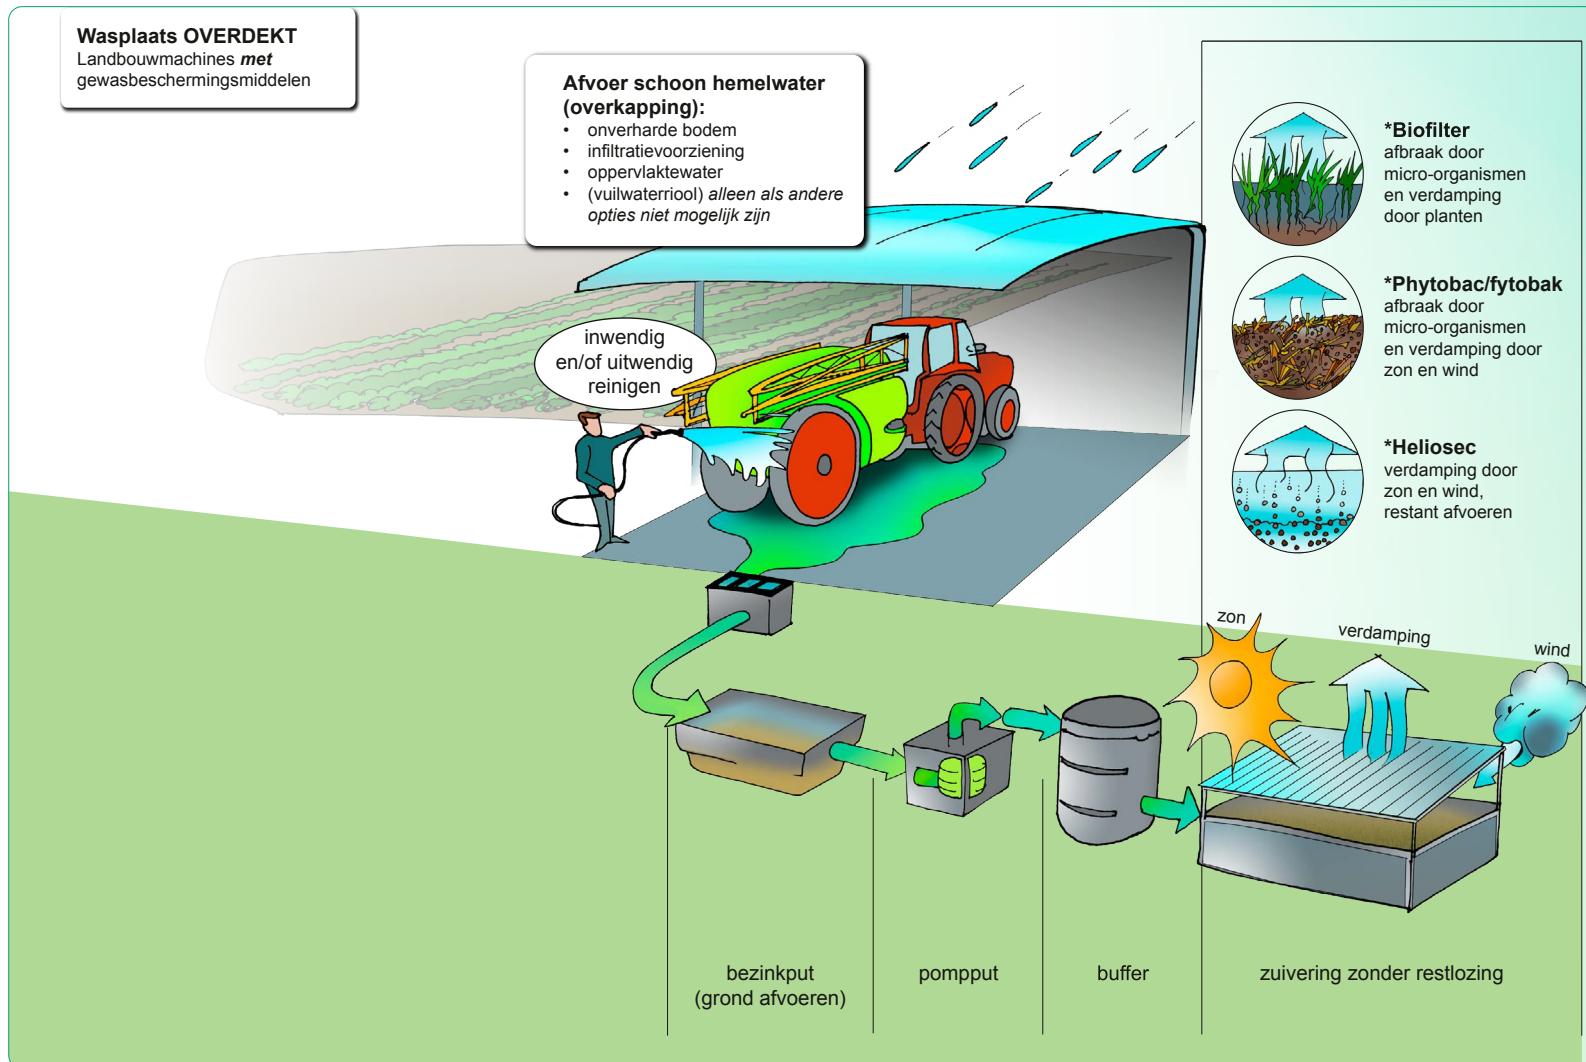 Wasplaats OVERDEKT
Landbouwmachines met
gewasbeschermingsmiddelen
Afvoer schoon hemelwater
(overkapping):
• onverharde bodem
• infiltratievoorziening
• oppervlaktewater
• (vuilwaterriool) alleen als andere
opties niet mogelijk zijn
inwendig
en/of uitwendig
reinigen
*Biofilter
afbraak door
micro-organismen
en verdamping
door planten
*Phytobac/fytobak
afbraak door
micro-organismen
en verdamping door
zon en wind
*Heliosec
verdamping door
zon en wind,
restant afvoeren
zon
verdamping
wind
bezinkput
(grond afvoeren)
pompput
buffer
zuivering zonder restlozing